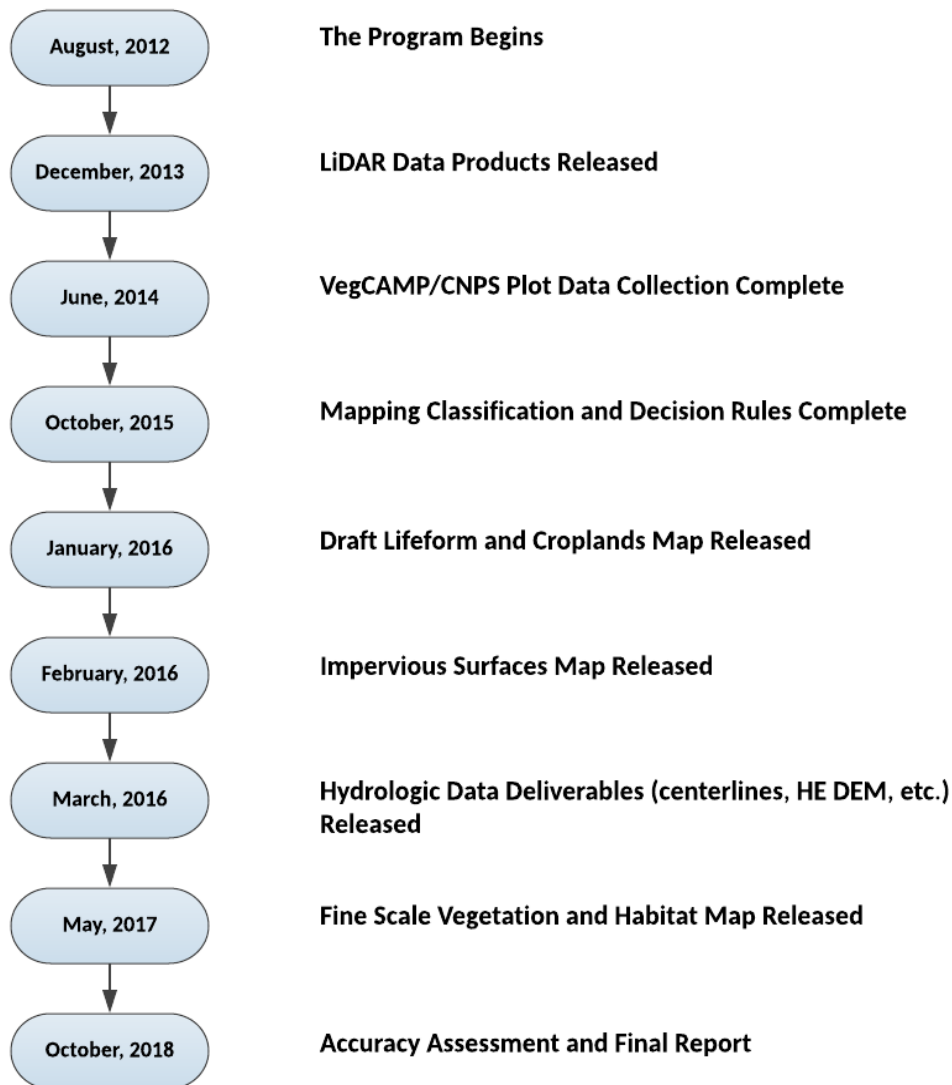 August, 2012
The Program Begins
December, 2013
LiDAR Data Products Released
June, 2014
VegCAMP/CNPS Plot Data Collection Complete
October, 2015
Mapping Classification and Decision Rules Complete
January, 2016
Draft Lifeform and Croplands Map Released
February, 2016
Impervious Surfaces Map Released
March, 2016
Hydrologic Data Deliverables (centerlines, HE DEM, etc.)
Released
May, 2017
Fine Scale Vegetation and Habitat Map Released
October, 2018
Accuracy Assessment and Final Report